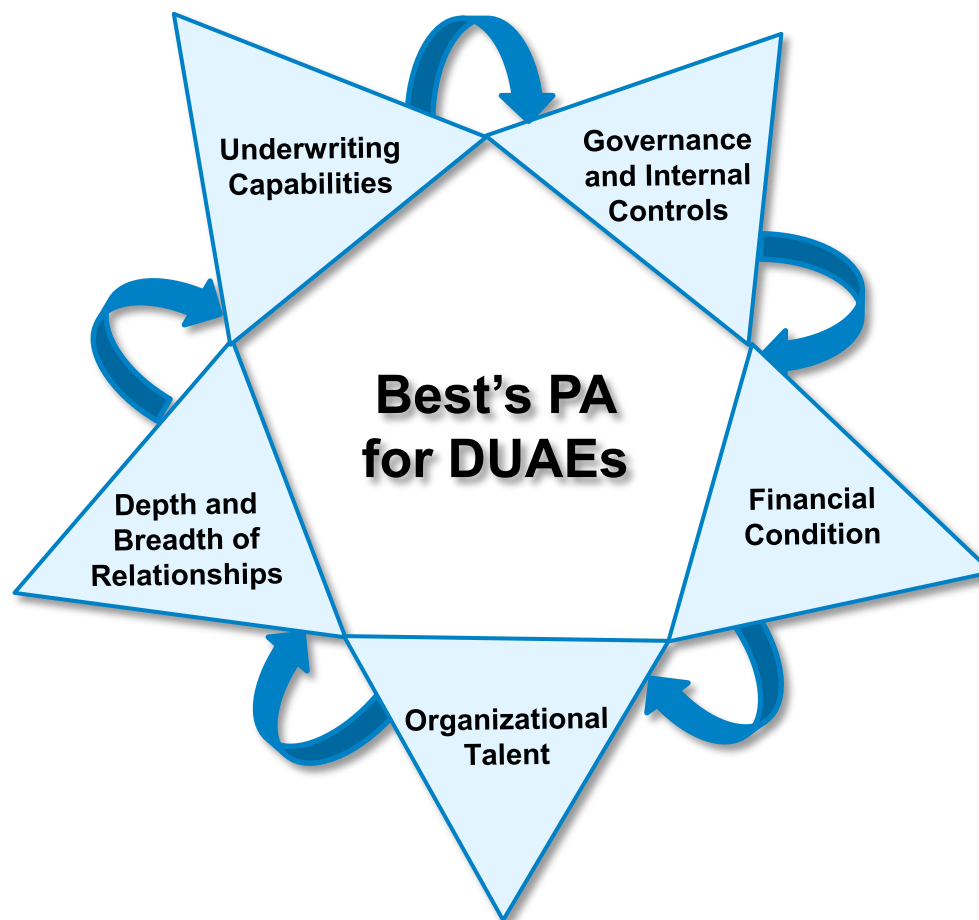 Underwriting
Capabilities
Governance
and Internal
Controls
Best’s PA
for DUAEs
Depth and
Breadth of
Relationships
Financial
Condition
Organizational
Talent